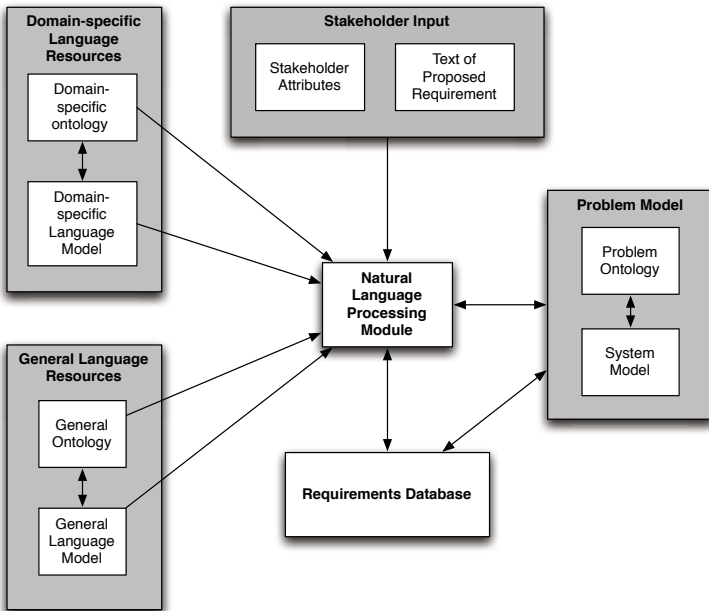 Domain-specific
Language
Resources
Domain-
specific
ontology
Domain-
specific
Language
Model
Stakeholder Input
Stakeholder
Attributes
Text of
Proposed
Requirement
Natural
Language
Processing
Module
Problem Model
Problem
Ontology
System
Model
General Language
Resources
General
Ontology
General
Language
Model
Requirements Database